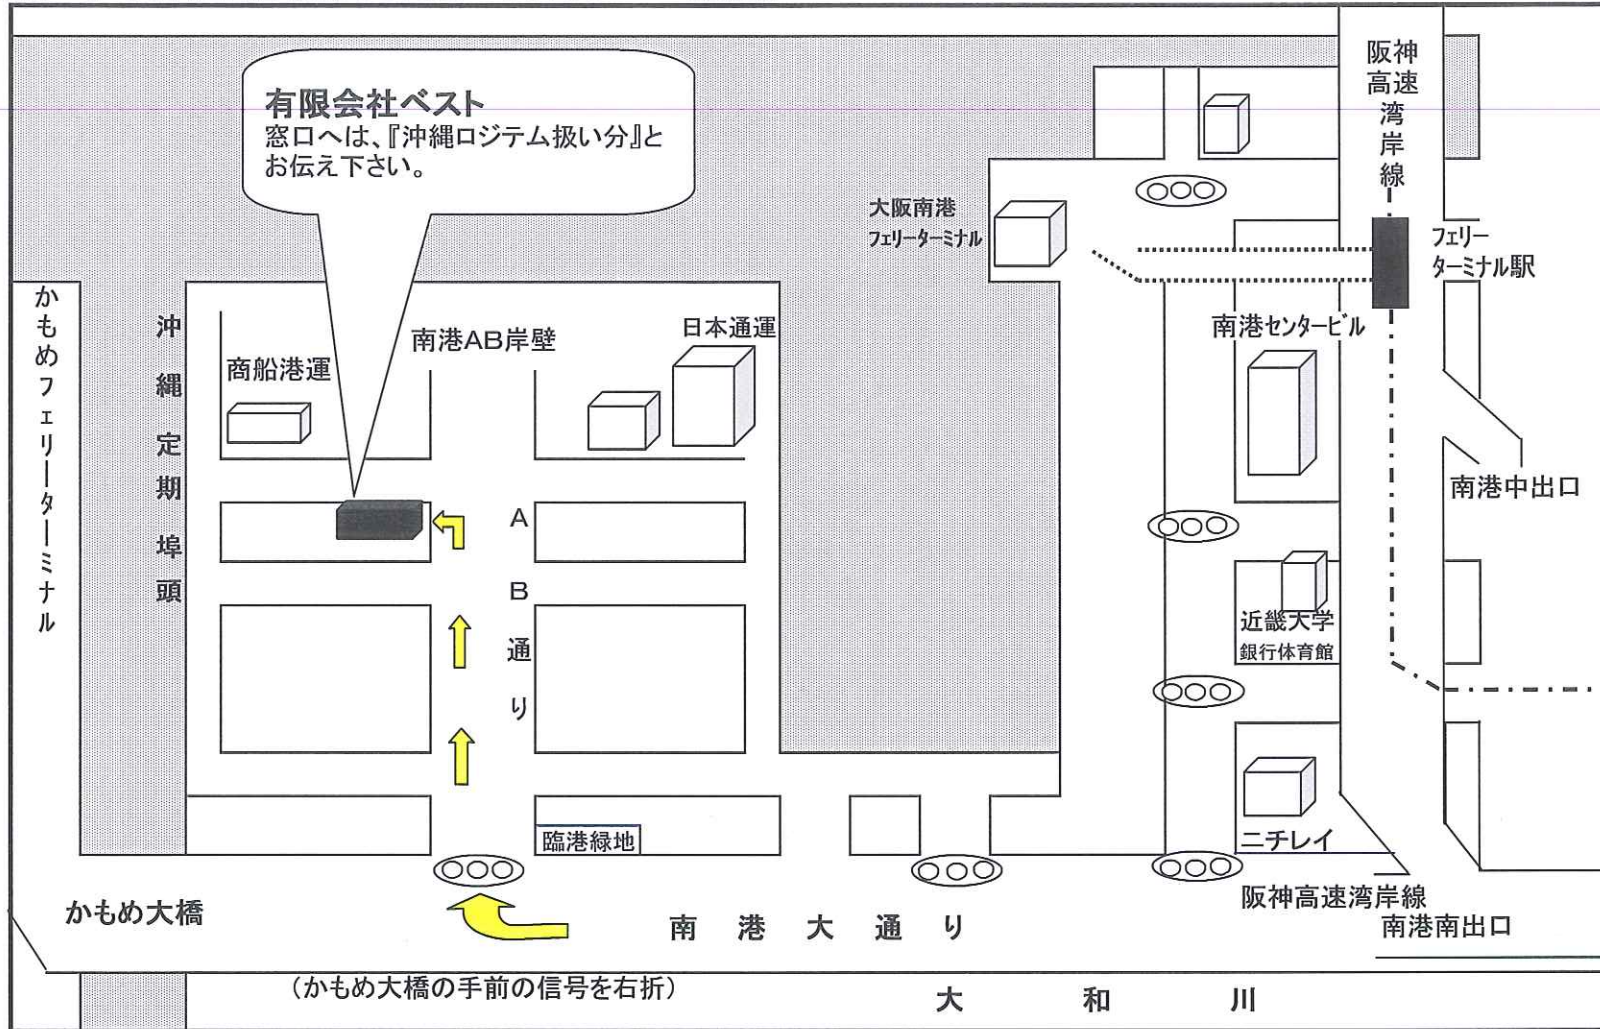 有限会社ベスト
窓口へは、『沖縄ロジテム扱い分』と
お伝え下さい。
阪神
高速
湾
岸
線
大阪南港
フェリーターミナル
フェリー
ターミナル駅
かもめフェリーターミナル
沖縄定期埠頭
商船港運
南港AB岸壁
日本通運
南港センタービル
南港中出口
AB通り
近畿大学
銀行体育館
臨港緑地
ニチレイ
阪神高速湾岸線
南港南出口
かもめ大橋
南港大通り
(かもめ大橋の手前の信号を右折)
大和川